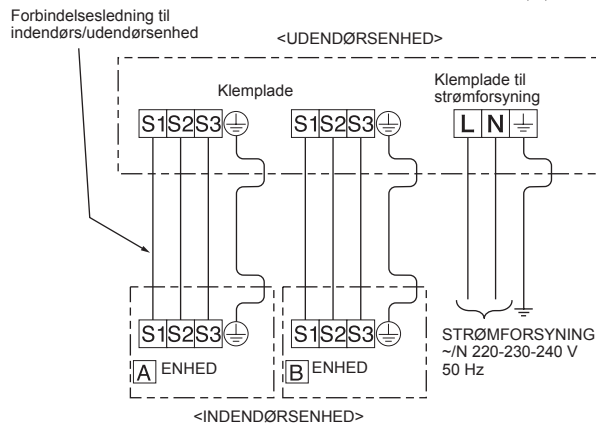 Forbindelsesledning til
indendørs/udendørsenhed
<UDENDØRSENHED>
Klemplade
Klemplade til
strømforsyning
S1 S2 S3
S1 S2 S3
L N
S1 S2 S3
S1 S2 S3
A ENHED
B ENHED
STRØMFORSYNING
~/N 220-230-240 V
50 Hz
<INDENDØRSENHED>